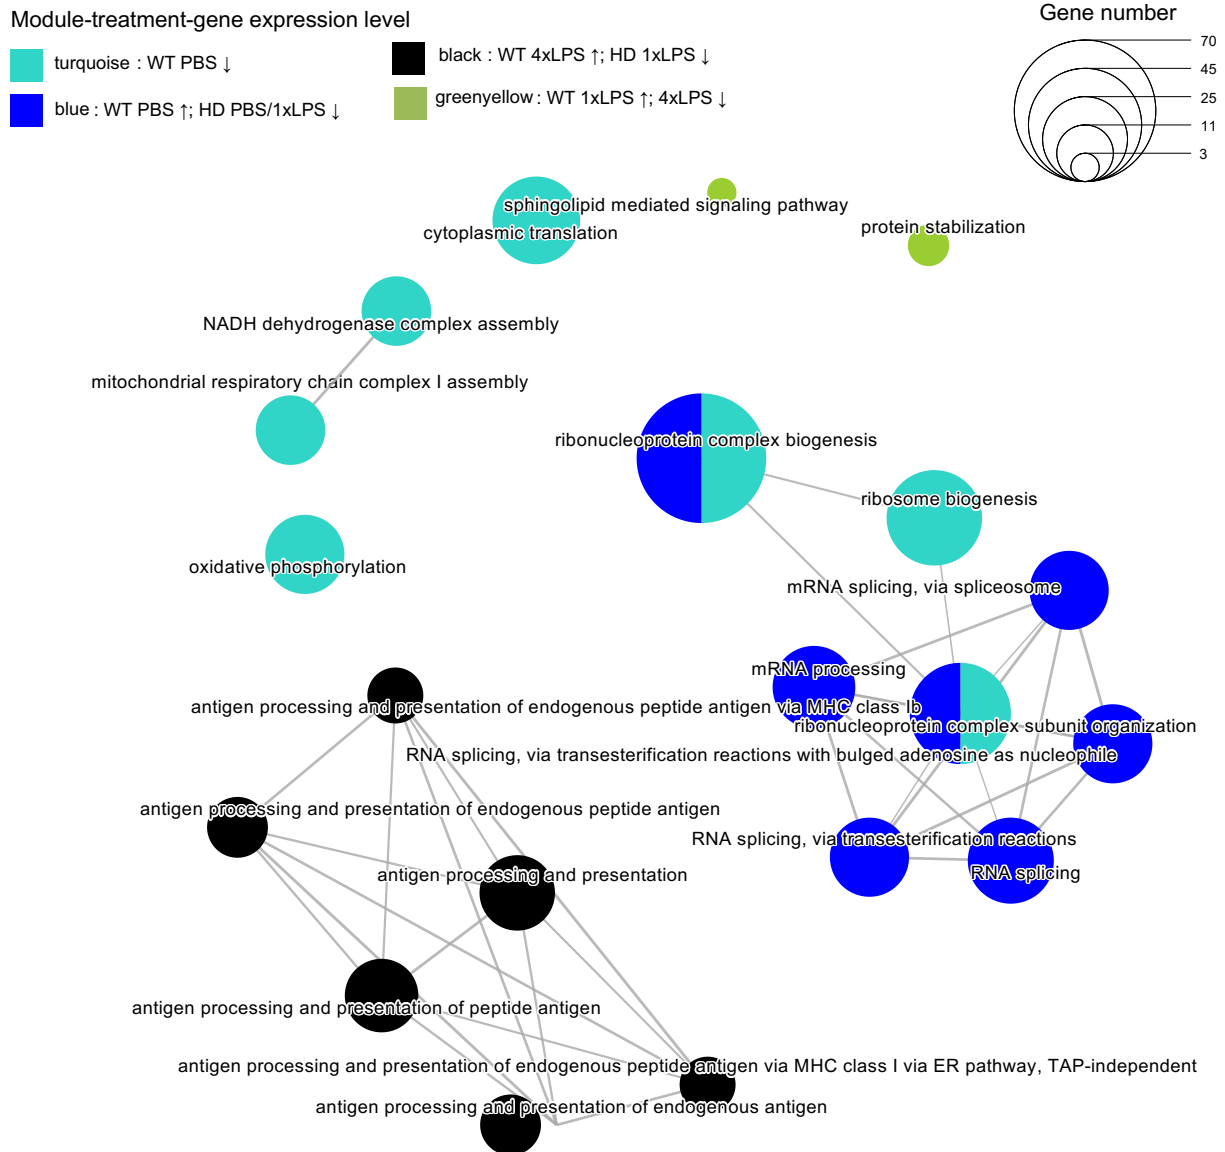 Module-treatment-gene expression level
Gene number
turquoise : WT PBS ↓
black : WT 4xLPS ↑; HD 1xLPS ↓
blue : WT PBS ↑; HD PBS/1xLPS ↓
greenyellow : WT 1xLPS ↑; 4xLPS ↓
70
45
25
11
3
sphingolipid mediated signaling pathway
cytoplasmic translation
protein stabilization
NADH dehydrogenase complex assembly
mitochondrial respiratory chain complex I assembly
ribonucleoprotein complex biogenesis
ribosome biogenesis
oxidative phosphorylation
mRNA splicing, via spliceosome
mRNA processing
antigen processing and presentation of endogenous peptide antigen via MHC class Ib
ribonucleoprotein complex subunit organization
RNA splicing, via transesterification reactions with bulged adenosine as nucleophile
antigen processing and presentation of endogenous peptide antigen
RNA splicing, via transesterification reactions
antigen processing and presentation
RNA splicing
antigen processing and presentation of peptide antigen
antigen processing and presentation of endogenous peptide antigen via MHC class I via ER pathway, TAP-independent
antigen processing and presentation of endogenous antigen